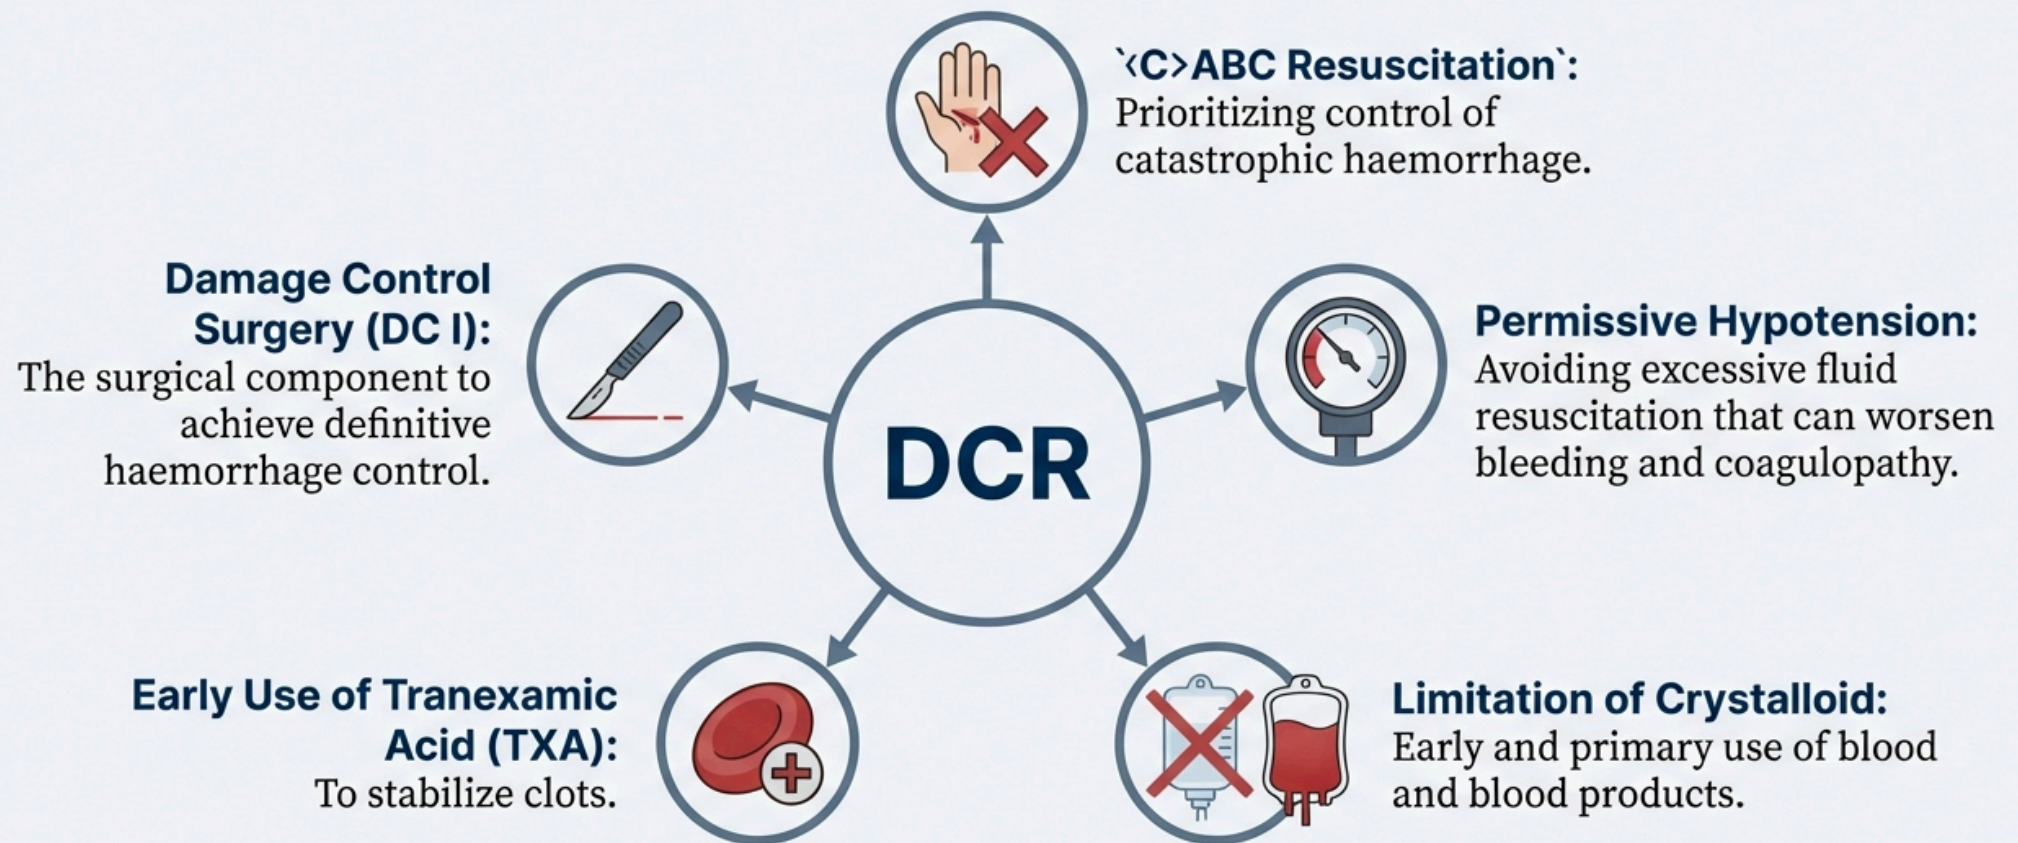 `<C>ABC Resuscitation`:
Prioritizing control of
catastrophic haemorrhage.
Damage Control
Surgery (DC I):
The surgical component to
achieve definitive
haemorrhage control.
DCR
Permissive Hypotension:
Avoiding excessive fluid
resuscitation that can worsen
bleeding and coagulopathy.
Early Use of Tranexamic
Acid (TXA):
To stabilize clots.
Limitation of Crystalloid:
Early and primary use of blood
and blood products.